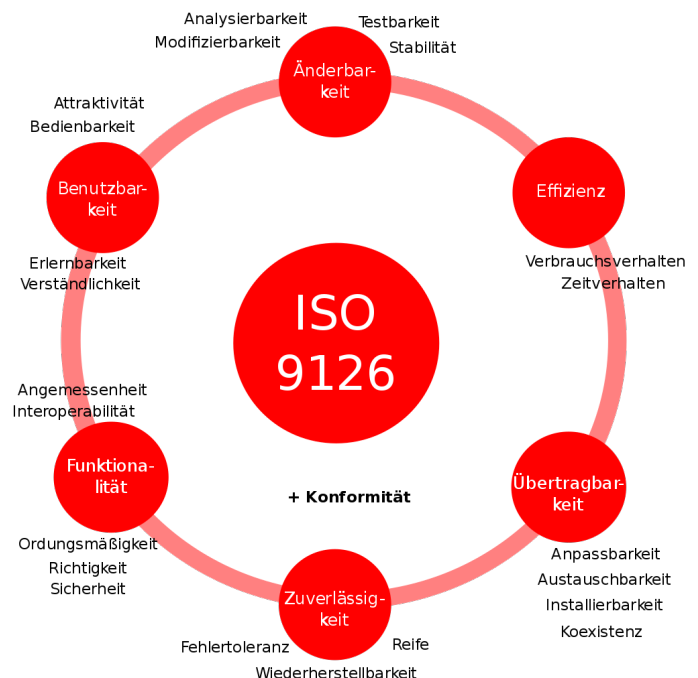 Analysierbarkeit
Modifizierbarkeit
Testbarkeit
Stabilität
Änderbar-
keit
Attraktivität
Bedienbarkeit
Benutzbar-
keit
Erlernbarkeit
Verständlichkeit
Effizienz
Verbrauchsverhalten
Zeitverhalten
ISO
9126
Angemessenheit
Interoperabilität
Funktiona-
lität
Ordungsmäßigkeit
Richtigkeit
Sicherheit
+ Konformität
Übertragbar-
keit
Anpassbarkeit
Austauschbarkeit
Installierbarkeit
Koexistenz
Zuverlässig-
keit
Fehlertoleranz
Reife
Wiederherstellbarkeit